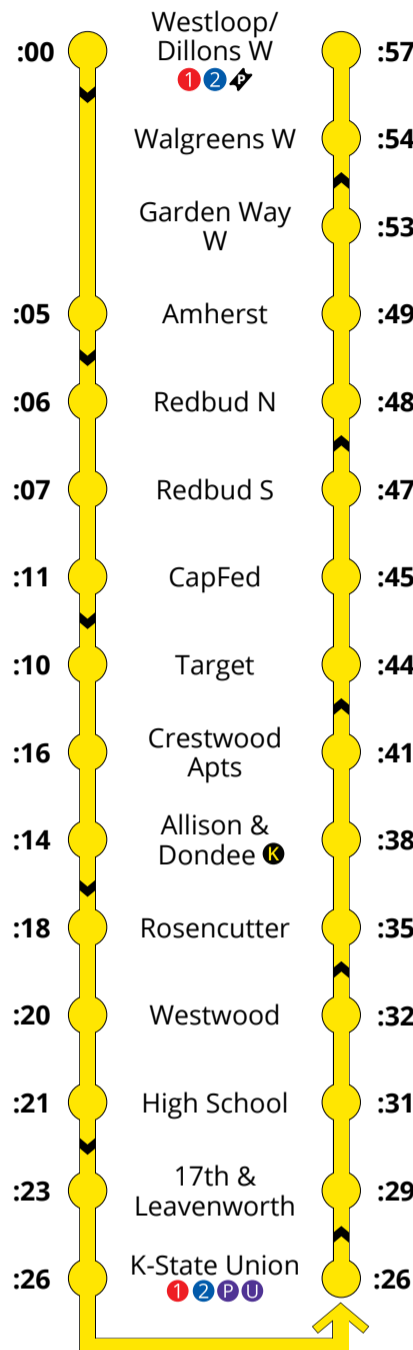 :00 Westloop/ :57
Dillons W
1 2 P
Walgreens W :54
Garden Way :53
W
:05 Amherst :49
:06 Redbud N :48
:07 Redbud S :47
:11 CapFed :45
:10 Target :44
:16 Crestwood :41
Apts
:14 Allison & :38
Dondee K
:18 Rosencutter :35
:20 Westwood :32
:21 High School :31
:23 17th & :29
Leavenworth
:26 K-State Union :26
1 2 P U